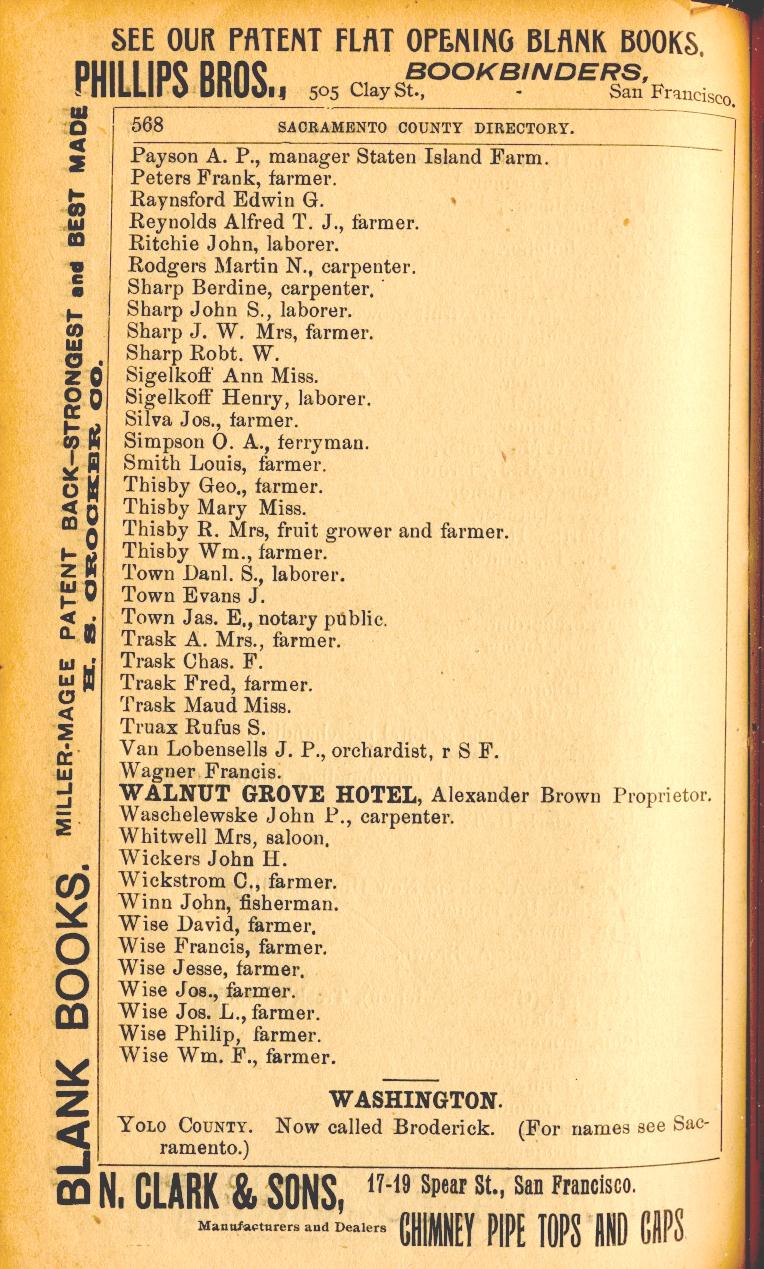 SEE OUR PATENT FLAT OPENING BLANK BOOKS.
PHILLIPS BROS., 505 Clay St., - BOOKBINDERS, San Francisco.
BLANK BOOKS. MILLER-MAGEE PATENT BACK—STRONGEST and BEST MADE
H. S. CROCKER CO.
568 SACRAMENTO COUNTY DIRECTORY.
Payson A. P., manager Staten Island Farm.
Peters Frank, farmer.
Raynsford Edwin G.
Reynolds Alfred T. J., farmer.
Ritchie John, laborer.
Rodgers Martin N., carpenter.
Sharp Berdine, carpenter.
Sharp John S., laborer.
Sharp J. W. Mrs, farmer.
Sharp Robt. W.
Sigelkoff Ann Miss.
Sigelkoff Henry, laborer.
Silva Jos., farmer.
Simpson O. A., ferryman.
Smith Louis, farmer.
Thisby Geo., farmer.
Thisby Mary Miss.
Thisby R. Mrs, fruit grower and farmer.
Thisby Wm., farmer.
Town Danl. S., laborer.
Town Evans J.
Town Jas. E., notary public.
Trask A. Mrs., farmer.
Trask Chas. F.
Trask Fred, farmer.
Trask Maud Miss.
Truax Rufus S.
Van Lobensells J. P., orchardist, r S F.
Wagner Francis.
WALNUT GROVE HOTEL, Alexander Brown Proprietor.
Waschelewske John P., carpenter.
Whitwell Mrs, saloon.
Wickers John H.
Wickstrom C., farmer.
Winn John, fisherman.
Wise David, farmer.
Wise Francis, farmer.
Wise Jesse, farmer.
Wise Jos., farmer.
Wise Jos. L., farmer.
Wise Philip, farmer.
Wise Wm. F., farmer.
WASHINGTON.
YOLO COUNTY. Now called Broderick. (For names see Sac-
ramento.)
N. CLARK & SONS, 17-19 Spear St., San Francisco.
Manufacturers and Dealers CHIMNEY PIPE TOPS AND CAPS